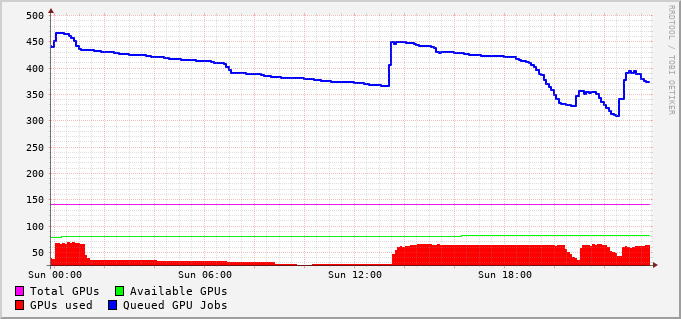 500
450
400
350
300
250
200
150
100
50
Sun 00:00 Sun 06:00 Sun 12:00 Sun 18:00
Total GPUs Available GPUs
GPUs used Queued GPU Jobs
RRDTOOL / TOBI OETIKER